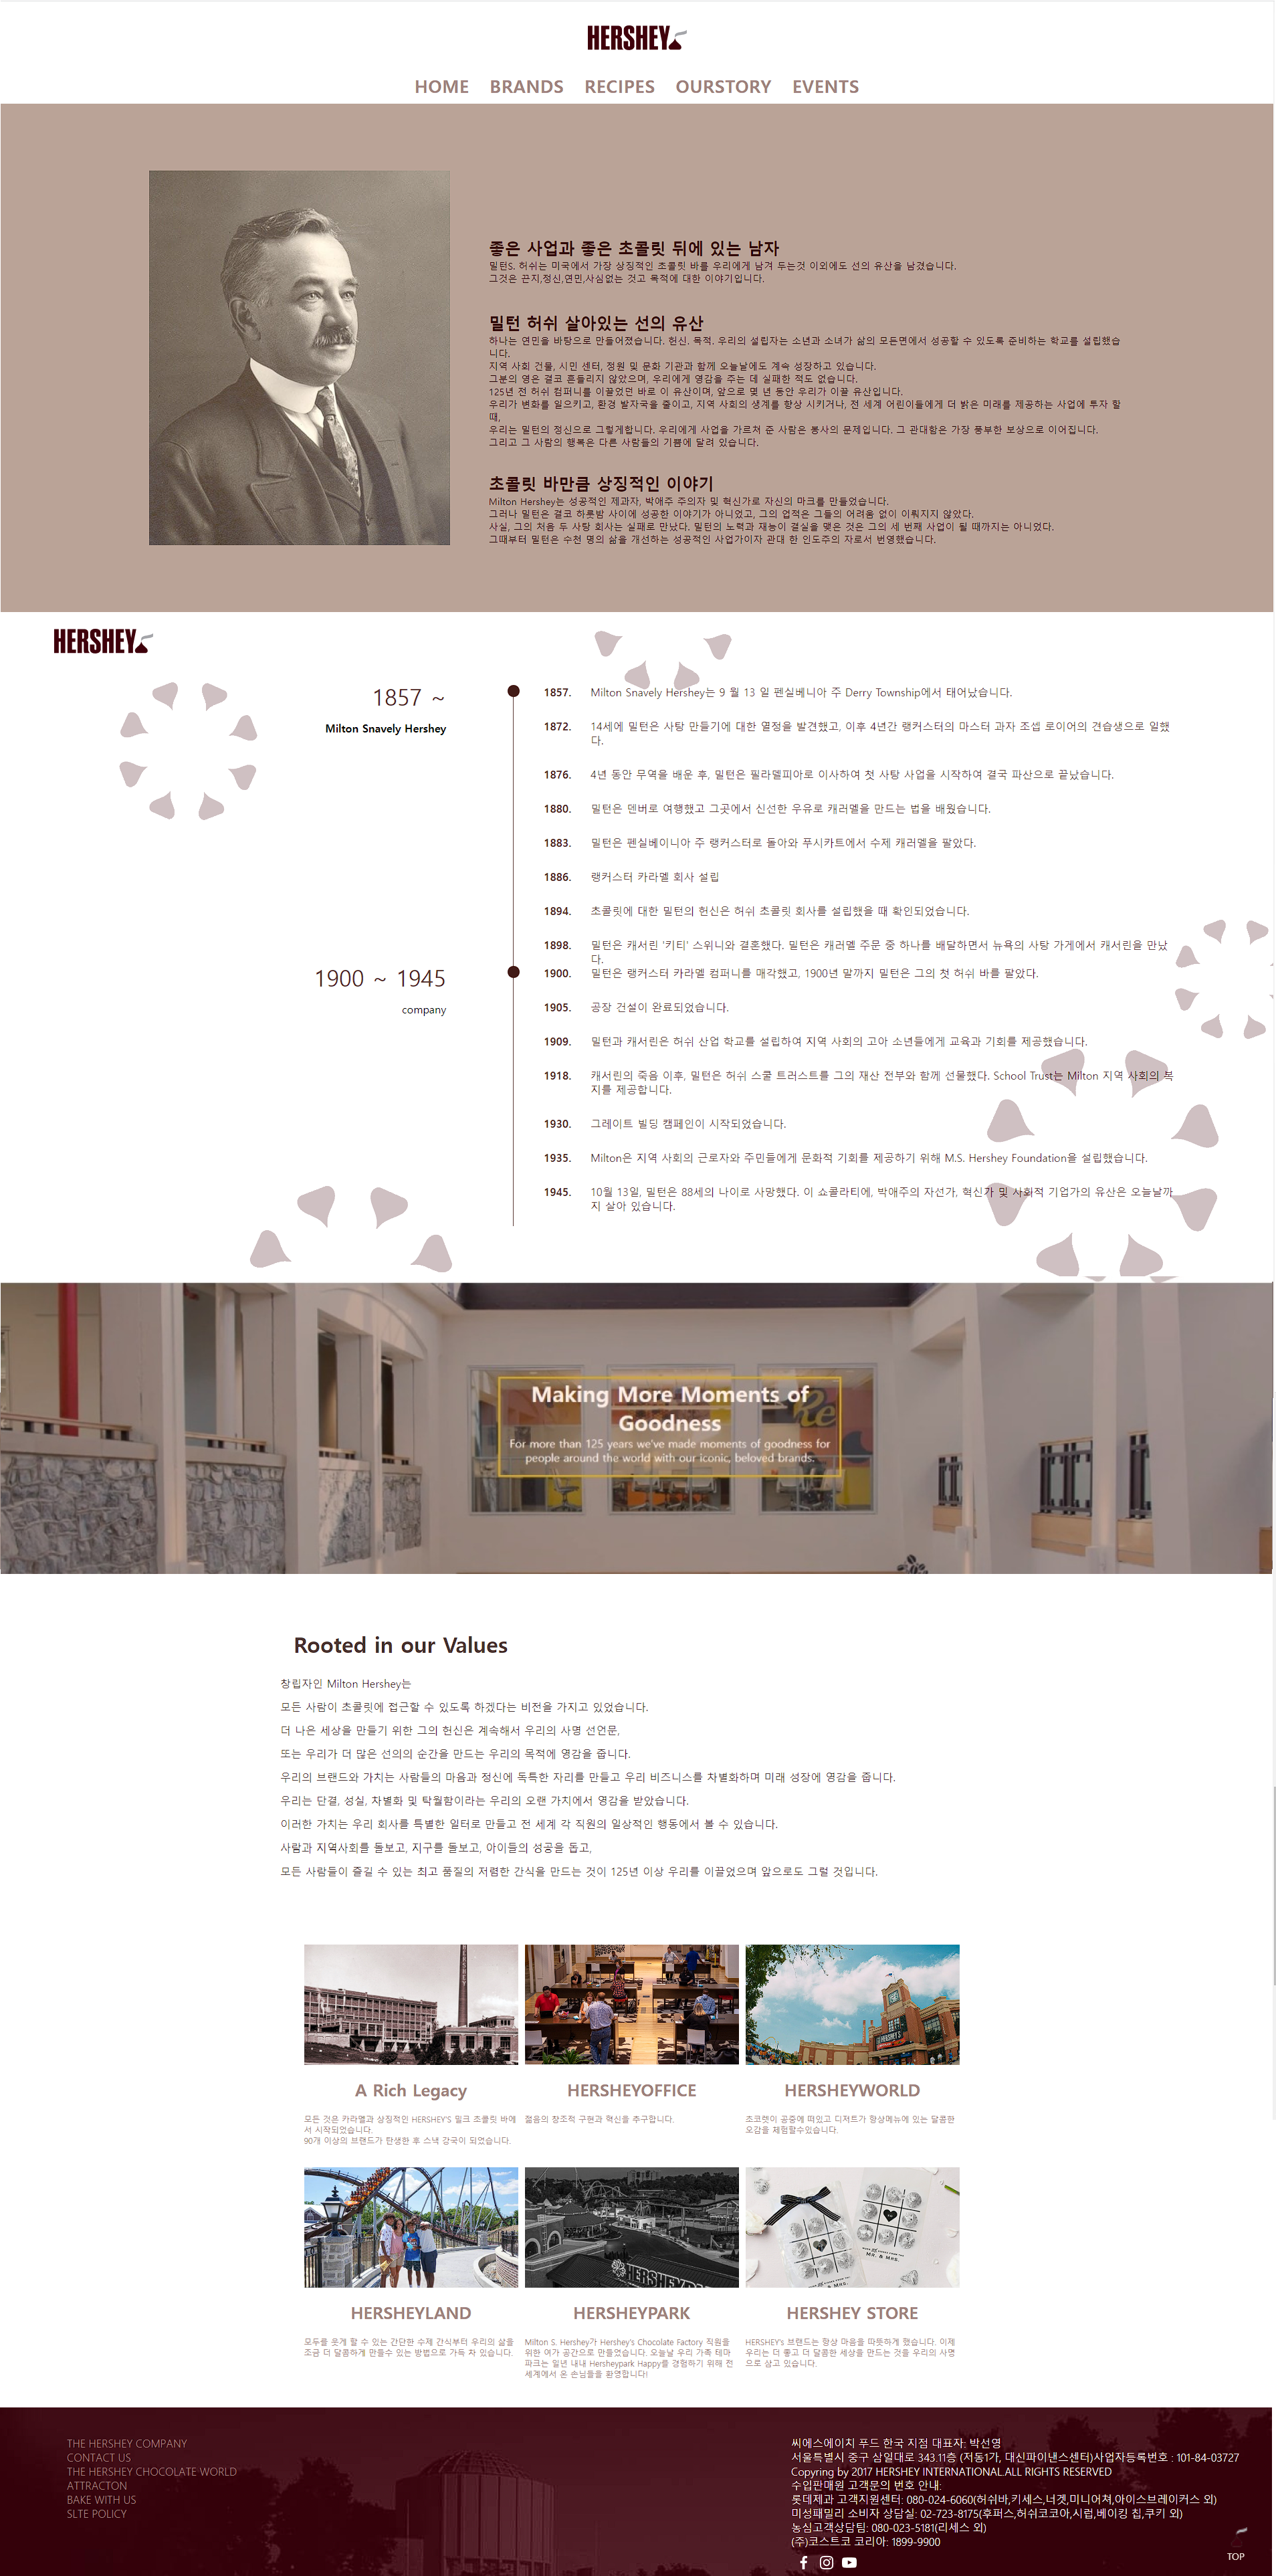 HERSHEY
HOME BRANDS RECIPES OURSTORY EVENTS
좋은 사업과 좋은 초콜릿 뒤에 있는 남자
밀턴S. 허쉬는 미국에서 가장 상징적인 초콜릿 바를 우리에게 남겨 두는것 이외에도 선의 유산을 남겼습니다.
그것은 끈지,정신,연민,사심없는 것고 목적에 대한 이야기입니다.
밀턴 허쉬 살아있는 선의 유산
하나는 연민을 바탕으로 만들어졌습니다. 헌신. 목적. 우리의 설립자는 소년과 소녀가 삶의 모든면에서 성공할 수 있도록 준비하는 학교를 설립했습
니다.
지역 사회 건물, 시민 센터, 정원 및 문화 기관과 함께 오늘날에도 계속 성장하고 있습니다.
그분의 영은 결코 흔들리지 않았으며, 우리에게 영감을 주는 데 실패한 적도 없습니다.
125년 전 허쉬 컴퍼니를 이끌었던 바로 이 유산이며, 앞으로 몇 년 동안 우리가 이끌 유산입니다.
우리가 변화를 일으키고, 환경 발자국을 줄이고, 지역 사회의 생계를 향상 시키거나, 전 세계 어린이들에게 더 밝은 미래를 제공하는 사업에 투자 할
때,
우리는 밀턴의 정신으로 그렇게합니다. 우리에게 사업을 가르쳐 준 사람은 봉사의 문제입니다. 그 관대함은 가장 풍부한 보상으로 이어집니다.
그리고 그 사람의 행복은 다른 사람들의 기쁨에 달려 있습니다.
초콜릿 바만큼 상징적인 이야기
Milton Hershey는 성공적인 제과자, 박애주 주의자 및 혁신가로 자신의 마크를 만들었습니다.
그러나 밀턴은 결코 하룻밤 사이에 성공한 이야기가 아니었고, 그의 업적은 그들의 어려움 없이 이뤄지지 않았다.
사실, 그의 처음 두 사탕 회사는 실패로 만났다. 밀턴의 노력과 재능이 결실을 맺은 것은 그의 세 번째 사업이 될 때까지는 아니었다.
그때부터 밀턴은 수천 명의 삶을 개선하는 성공적인 사업가이자 관대 한 인도주의 자로서 번영했습니다.
HERSHEY
1857 ~
Milton Snavely Hershey
1857. Milton Snavely Hershey는 9 월 13 일 펜실베니아 주 Derry Township에서 태어났습니다.
1872. 14세에 밀턴은 사탕 만들기에 대한 열정을 발견했고, 이후 4년간 랭커스터의 마스터 과자 조셉 로이어의 견습생으로 일했
다.
1876. 4년 동안 무역을 배운 후, 밀턴은 필라델피아로 이사하여 첫 사탕 사업을 시작하여 결국 파산으로 끝났습니다.
1880. 밀턴은 덴버로 여행했고 그곳에서 신선한 우유로 캐러멜을 만드는 법을 배웠습니다.
1883. 밀턴은 펜실베이니아 주 랭커스터로 돌아와 푸시카트에서 수제 캐러멜을 팔았다.
1886. 랭커스터 카라멜 회사 설립
1894. 초콜릿에 대한 밀턴의 헌신은 허쉬 초콜릿 회사를 설립했을 때 확인되었습니다.
1898. 밀턴은 캐서린 '키티' 스위니와 결혼했다. 밀턴은 캐러멜 주문 중 하나를 배달하면서 뉴욕의 사탕 가게에서 캐서린을 만났
다.
1900 ~ 1945
company
1900. 밀턴은 랭커스터 카라멜 컴퍼니를 매각했고, 1900년 말까지 밀턴은 그의 첫 허쉬 바를 팔았다.
1905. 공장 건설이 완료되었습니다.
1909. 밀턴과 캐서린은 허쉬 산업 학교를 설립하여 지역 사회의 고아 소년들에게 교육과 기회를 제공했습니다.
1918. 캐서린의 죽음 이후, 밀턴은 허쉬 스쿨 트러스트를 그의 재산 전부와 함께 선물했다. School Trust는 Milton 지역 사회의 복
지를 제공합니다.
1930. 그레이트 빌딩 캠페인이 시작되었습니다.
1935. Milton은 지역 사회의 근로자와 주민들에게 문화적 기회를 제공하기 위해 M.S. Hershey Foundation을 설립했습니다.
1945. 10월 13일, 밀턴은 88세의 나이로 사망했다. 이 쇼콜라티에, 박애주의 자선가, 혁신가 및 사회적 기업가의 유산은 오늘날까
지 살아 있습니다.
Making More Moments of
Goodness
For more than 125 years we've made moments of goodness for
people around the world with our iconic, beloved brands.
Rooted in our Values
창립자인 Milton Hershey는
모든 사람이 초콜릿에 접근할 수 있도록 하겠다는 비전을 가지고 있었습니다.
더 나은 세상을 만들기 위한 그의 헌신은 계속해서 우리의 사명 선언문,
또는 우리가 더 많은 선의의 순간을 만드는 우리의 목적에 영감을 줍니다.
우리의 브랜드와 가치는 사람들의 마음과 정신에 독특한 자리를 만들고 우리 비즈니스를 차별화하며 미래 성장에 영감을 줍니다.
우리는 단결, 성실, 차별화 및 탁월함이라는 우리의 오랜 가치에서 영감을 받았습니다.
이러한 가치는 우리 회사를 특별한 일터로 만들고 전 세계 각 직원의 일상적인 행동에서 볼 수 있습니다.
사람과 지역사회를 돌보고, 지구를 돌보고, 아이들의 성공을 돕고,
모든 사람들이 즐길 수 있는 최고 품질의 저렴한 간식을 만드는 것이 125년 이상 우리를 이끌었으며 앞으로도 그럴 것입니다.
A Rich Legacy
모든 것은 카라멜과 상징적인 HERSHEY'S 밀크 초콜릿 바에
서 시작되었습니다.
90개 이상의 브랜드가 탄생한 후 스낵 강국이 되었습니다.
HERSHEYOFFICE
젊음의 창조적 구현과 혁신을 추구합니다.
HERSHEYWORLD
초코렛이 공중에 떠있고 디저트가 항상메뉴에 있는 달콤한
오감을 체험할수있습니다.
HERSHEYLAND
모두를 웃게 할 수 있는 간단한 수제 간식부터 우리의 삶을
조금 더 달콤하게 만들수 있는 방법으로 가득 차 있습니다.
HERSHEYPARK
Milton S. Hershey가 Hershey's Chocolate Factory 직원을
위한 여가 공간으로 만들었습니다. 오늘날 우리 가족 테마
파크는 일년 내내 Hersheypark Happy를 경험하기 위해 전
세계에서 온 손님들을 환영합니다!
HERSHEY STORE
HERSHEY's 브랜드는 항상 마음을 따뜻하게 했습니다. 이제
우리는 더 좋고 더 달콤한 세상을 만드는 것을 우리의 사명
으로 삼고 있습니다.
THE HERSHEY COMPANY
CONTACT US
THE HERSHEY CHOCOLATE WORLD
ATTRACTON
BAKE WITH US
SLTE POLICY
씨에스에이치 푸드 한국 지점 대표자: 박선영
서울특별시 중구 삼일대로 343.11층 (저동1가, 대신파이낸스센터)사업자등록번호 : 101-84-03727
Copyring by 2017 HERSHEY INTERNATIONAL.ALL RIGHTS RESERVED
수입판매원 고객문의 번호 안내:
롯데제과 고객지원센터: 080-024-6060(허쉬바,키세스,너겟,미니어쳐,아이스브레이커스 외)
미성패밀리 소비자 상담실: 02-723-8175(후퍼스,허쉬코코아,시럽,베이킹 칩,쿠키 외)
농심고객상담팀: 080-023-5181(리세스 외)
(주)코스트코 코리아: 1899-9900
TOP